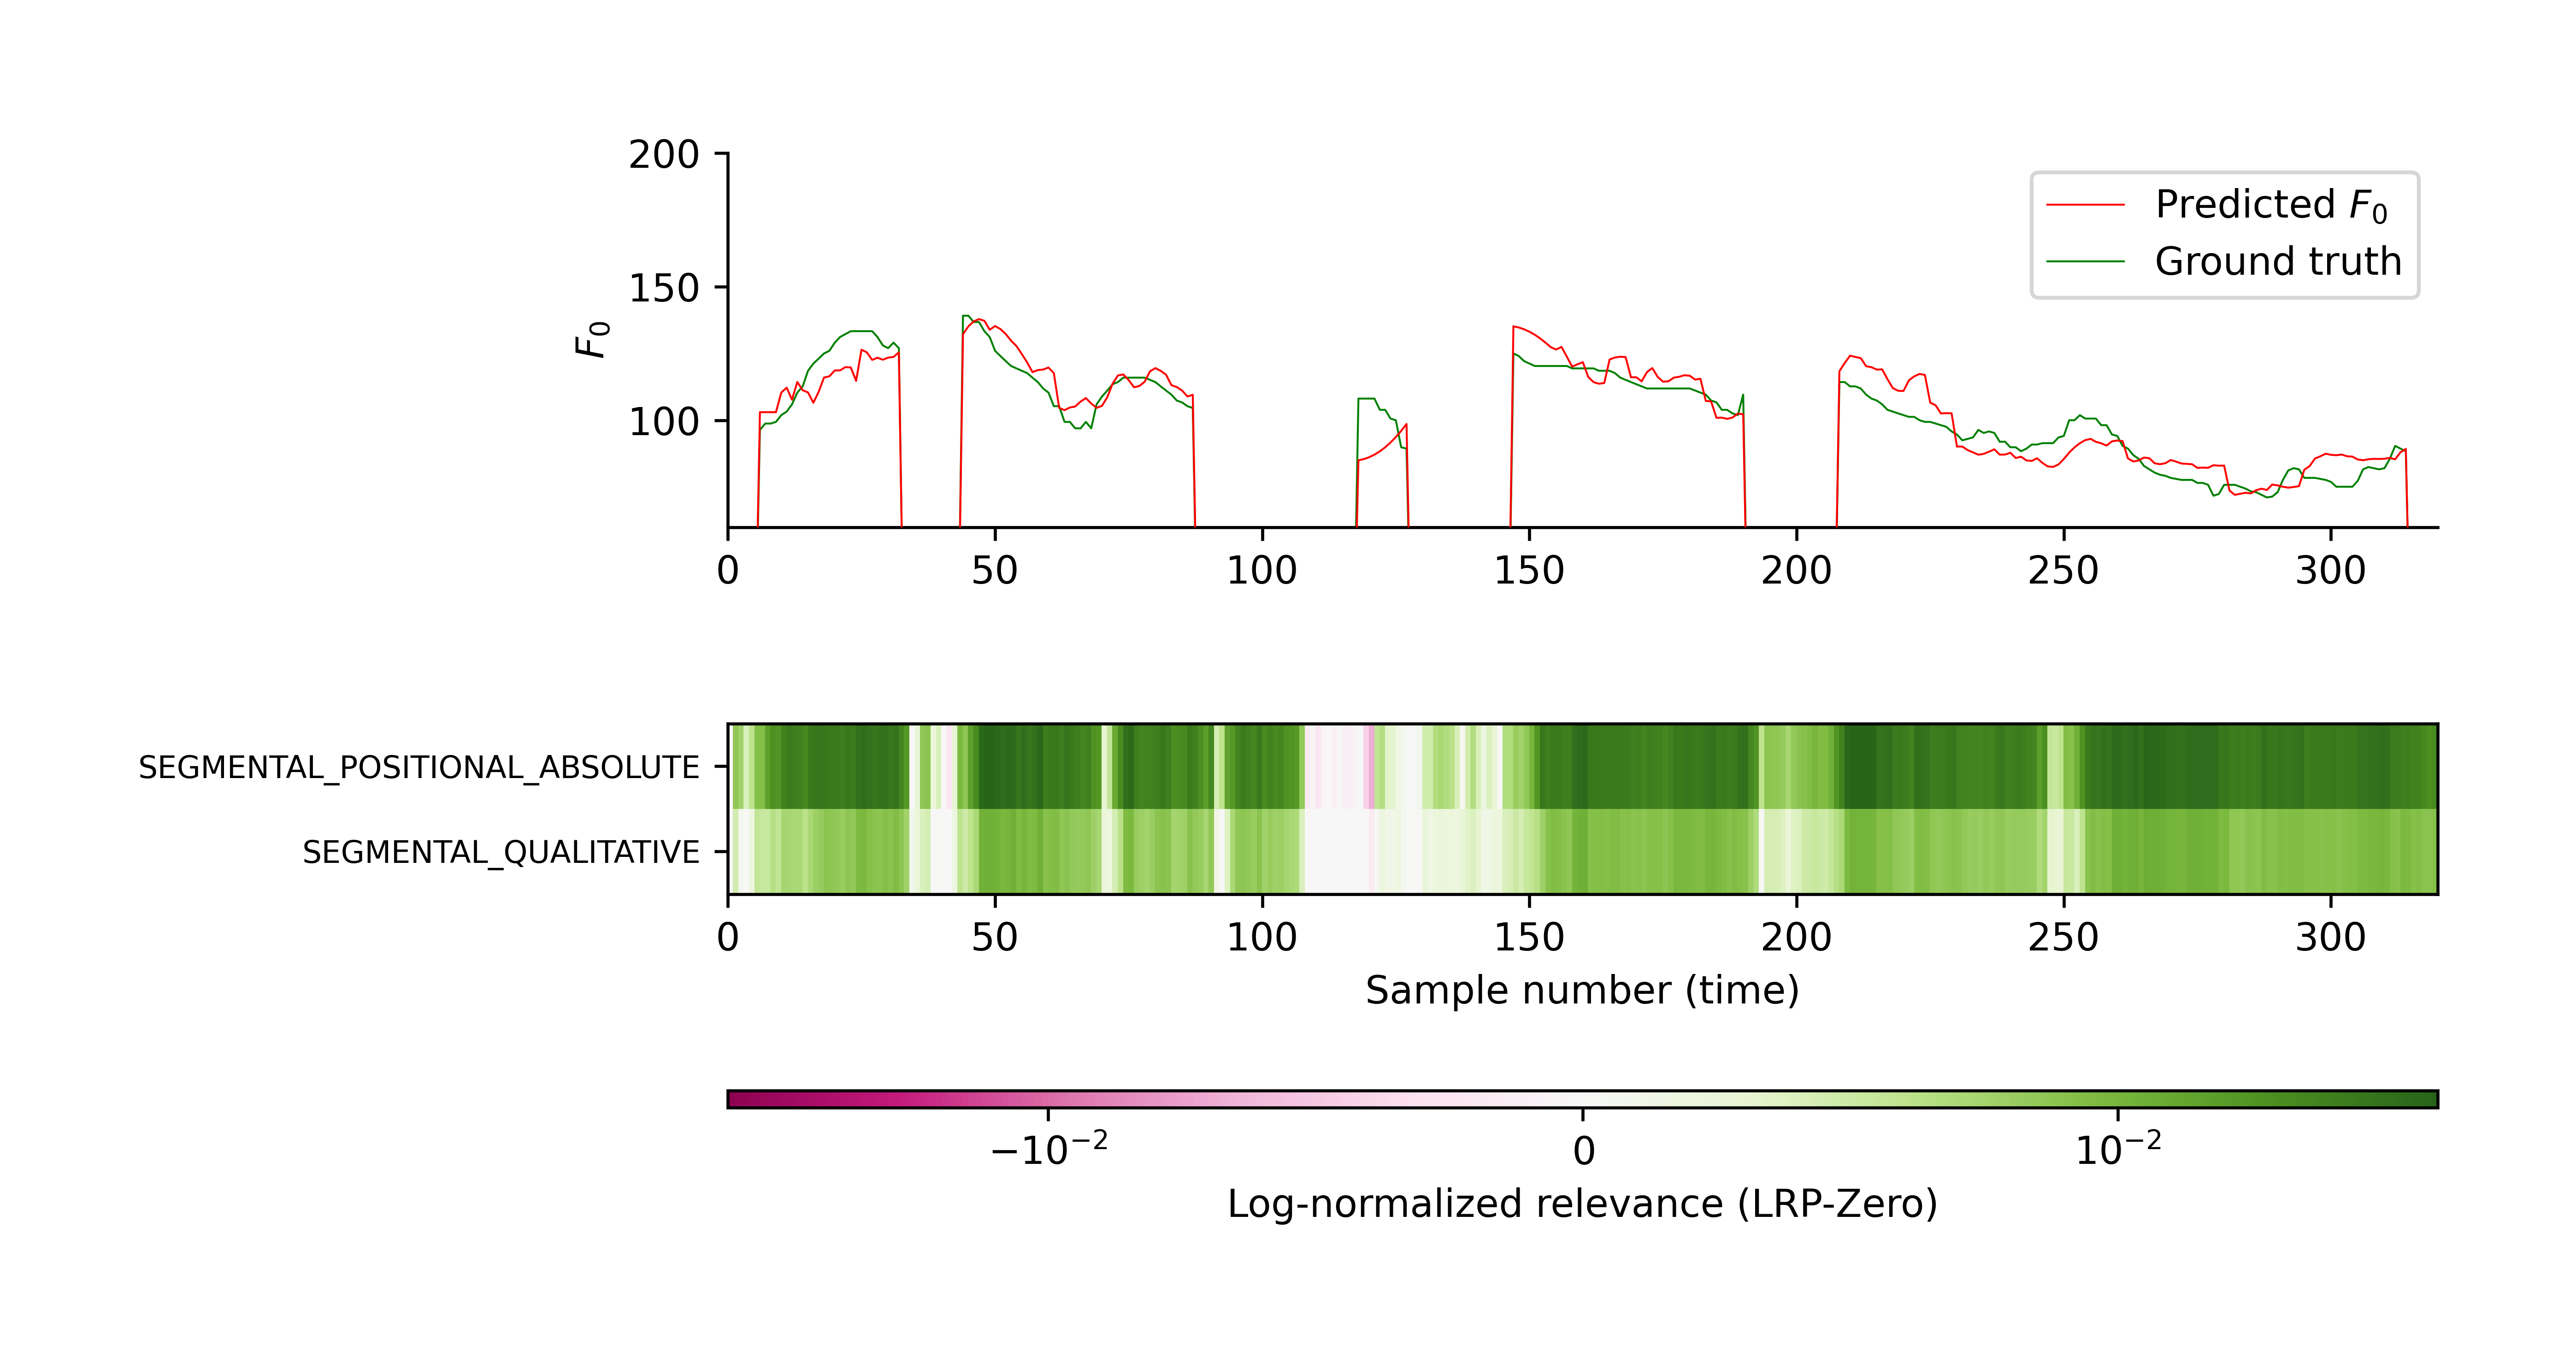 200
150
100
F₀
Predicted F₀
Ground truth
0 50 100 150 200 250 300
SEGMENTAL_POSITIONAL_ABSOLUTE
SEGMENTAL_QUALITATIVE
0 50 100 150 200 250 300
Sample number (time)
−10⁻² 0 10⁻²
Log-normalized relevance (LRP-Zero)